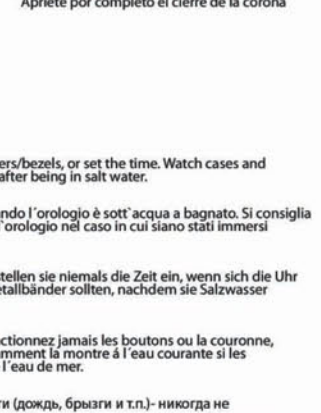 Apriete por completo el cierre de la corona
ers/bezels, or set the time. Watch cases and
after being in salt water.
ndo l´orologio è sott`acqua a bagnato. Si consiglia
`orologio nel caso in cui siano stati immersi
tellen sie niemals die Zeit ein, wenn sich die Uhr
etallbänder sollten, nachdem sie Salzwasser
ctionnez jamais les boutons ou la couronne,
mment la montre á l´eau courante si les
l´eau de mer.
ти (дождь, брызги и т.п.)- никогда не